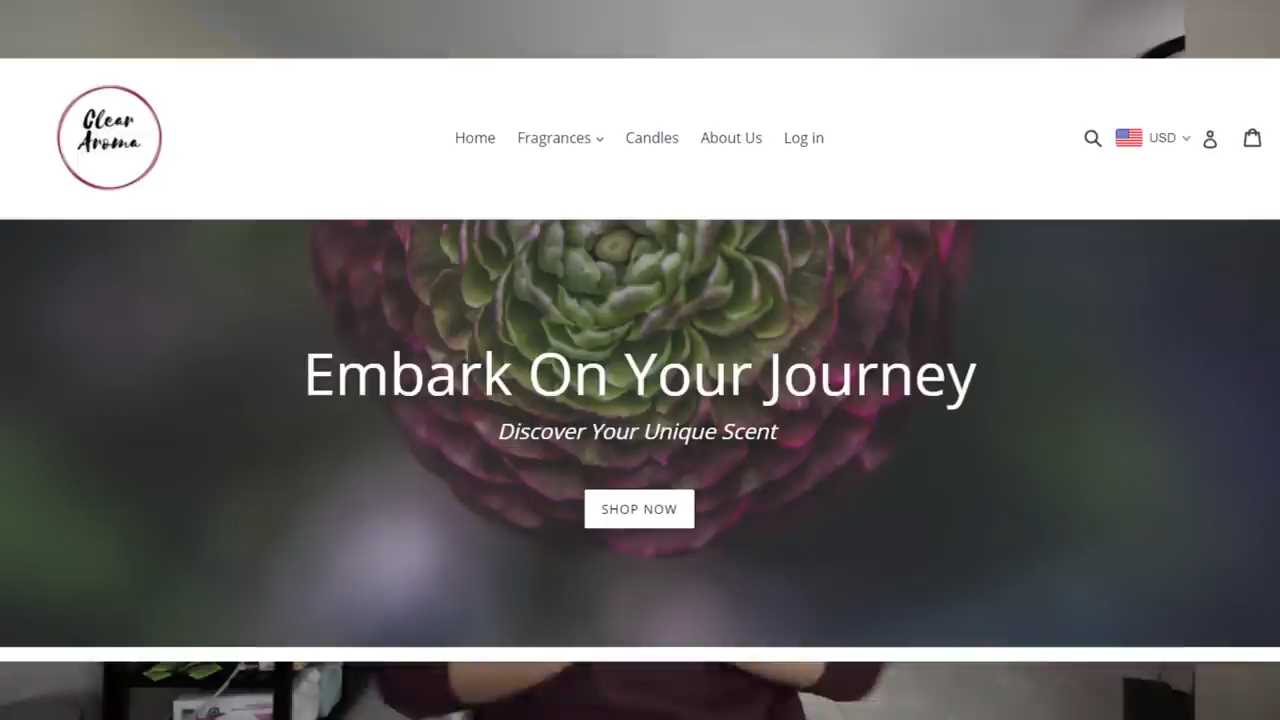 Clear
Aroma
Home Fragrances Candles About Us Log in
USD
Embark On Your Journey
Discover Your Unique Scent
SHOP NOW